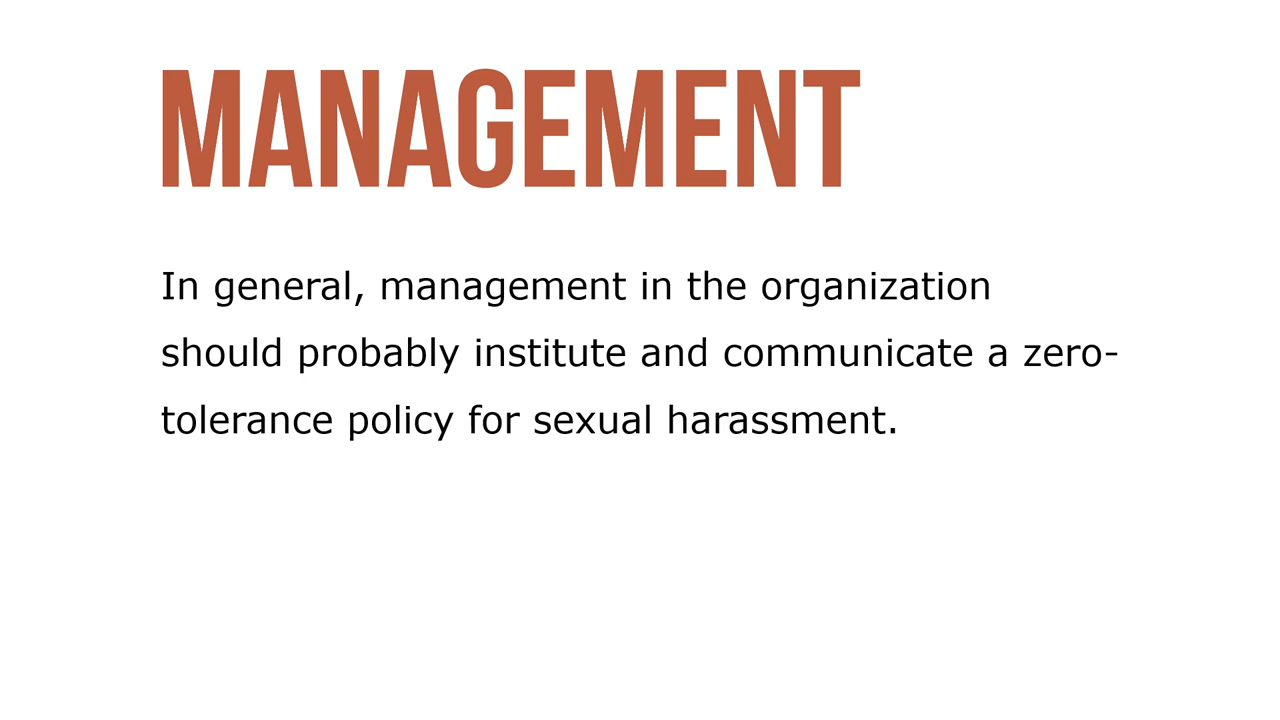 MANAGEMENT
In general, management in the organization
should probably institute and communicate a zero-
tolerance policy for sexual harassment.